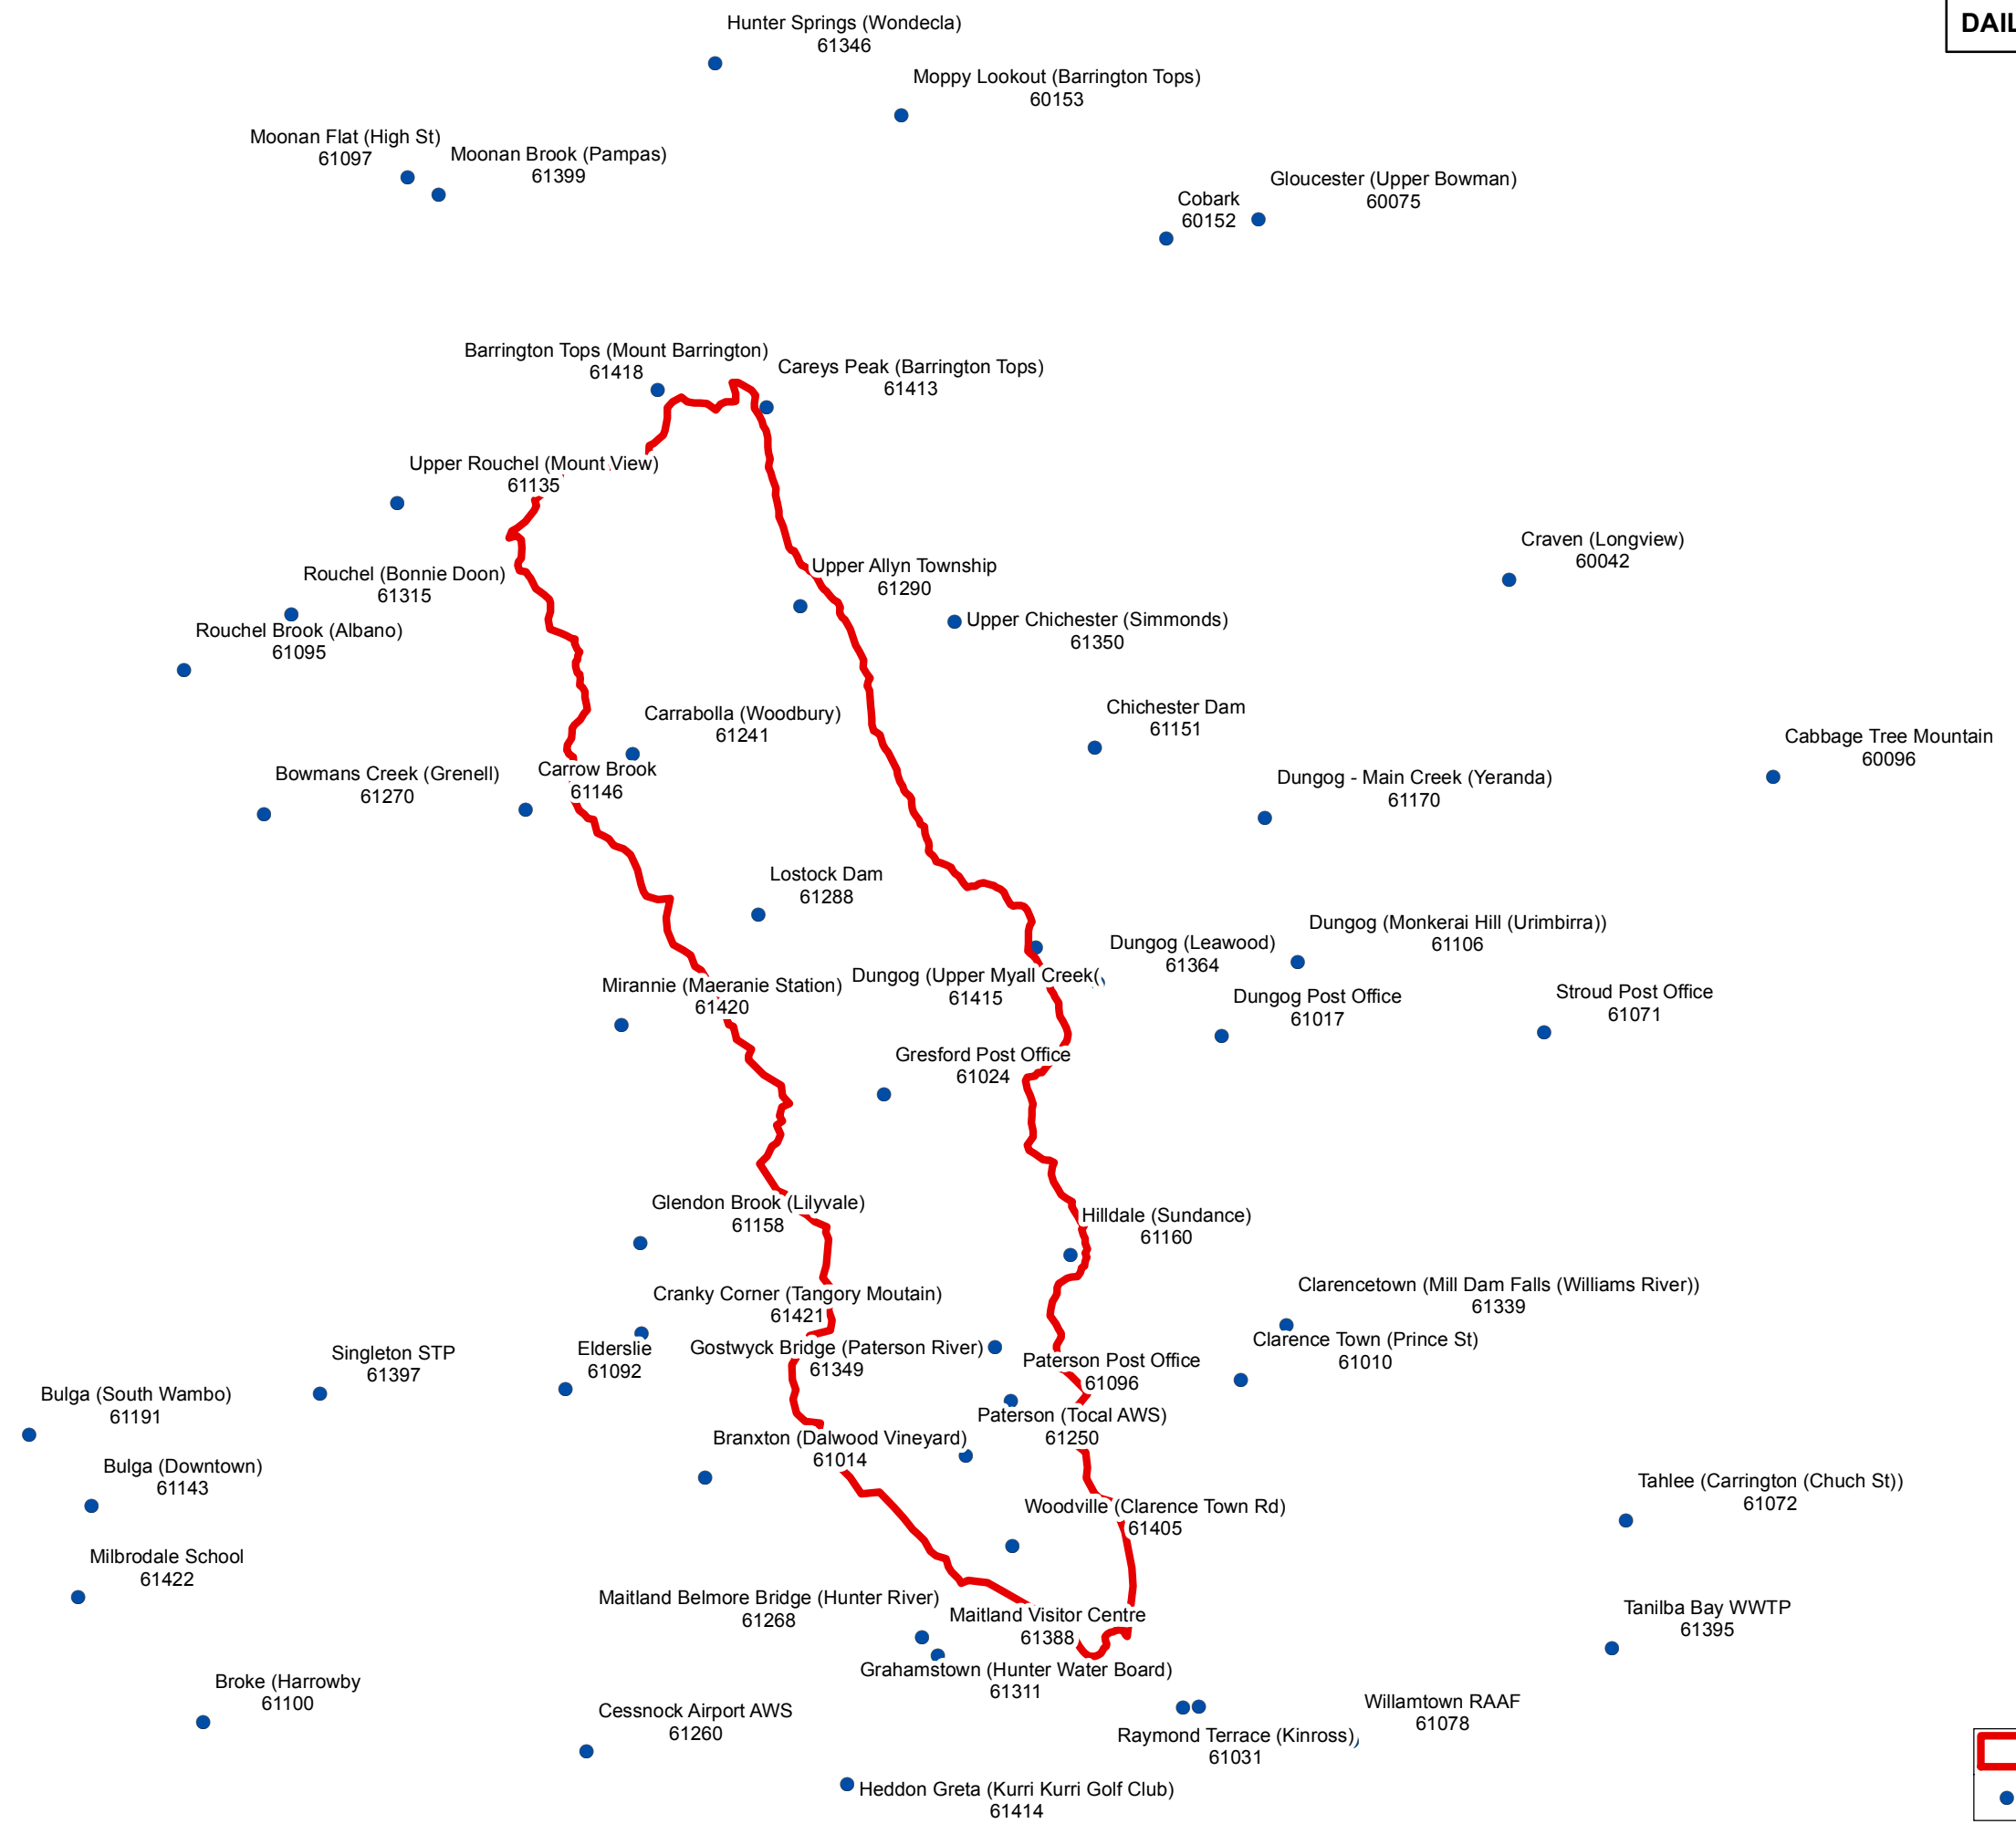 DAIL
Hunter Springs (Wondecla)
61346
Moppy Lookout (Barrington Tops)
60153
Moonan Flat (High St)
61097
Moonan Brook (Pampas)
61399
Gloucester (Upper Bowman)
60075
Cobark
60152
Barrington Tops (Mount Barrington)
61418
Careys Peak (Barrington Tops)
61413
Upper Rouchel (Mount View)
61135
Craven (Longview)
60042
Upper Allyn Township
61290
Rouchel (Bonnie Doon)
61315
Upper Chichester (Simmonds)
61350
Rouchel Brook (Albano)
61095
Chichester Dam
61151
Carrabolla (Woodbury)
61241
Cabbage Tree Mountain
60096
Carrow Brook
61146
Bowmans Creek (Grenell)
61270
Dungog - Main Creek (Yeranda)
61170
Lostock Dam
61288
Dungog (Monkerai Hill (Urimbirra))
61106
Dungog (Leawood)
61364
Dungog (Upper Myall Creek(
61415
Mirannie (Maeranie Station)
61420
Stroud Post Office
61071
Dungog Post Office
61017
Gresford Post Office
61024
Glendon Brook (Lilyvale)
61158
Hilldale (Sundance)
61160
Clarencetown (Mill Dam Falls (Williams River))
61339
Cranky Corner (Tangory Moutain)
61421
Clarence Town (Prince St)
61010
Gostwyck Bridge (Paterson River)
61349
Elderslie
61092
Singleton STP
61397
Paterson Post Office
61096
Bulga (South Wambo)
61191
Paterson (Tocal AWS)
61250
Branxton (Dalwood Vineyard)
61014
Bulga (Downtown)
61143
Tahlee (Carrington (Chuch St))
61072
Woodville (Clarence Town Rd)
61405
Milbrodale School
61422
Maitland Belmore Bridge (Hunter River)
61268
Tanilba Bay WWTP
61395
Maitland Visitor Centre
61388
Grahamstown (Hunter Water Board)
61311
Broke (Harrowby
61100
Willamtown RAAF
61078
Cessnock Airport AWS
61260
Raymond Terrace (Kinross)
61031
Heddon Greta (Kurri Kurri Golf Club)
61414